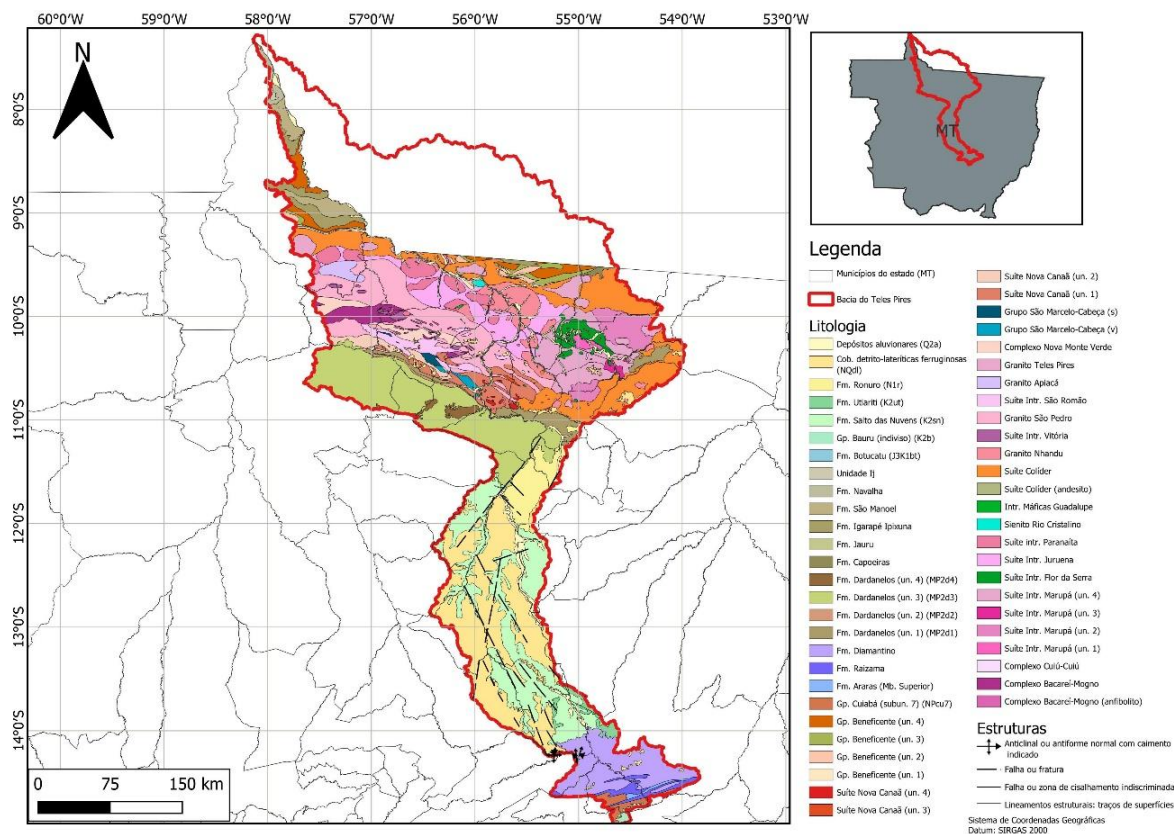 60°0'W 59°0'W 58°0'W 57°0'W 56°0'W 55°0'W 54°0'W 53°0'W
N
8°0'S
9°0'S
10°0'S
11°0'S
12°0'S
13°0'S
14°0'S
0 75 150 km
MT
Legenda
Municípios do estado (MT)
Bacia do Teles Pires
Litologia
Depósitos aluvionares (Q2a)
Cob. detrito-lateríticas ferruginosas
(NQdl)
Fm. Ronuro (N1r)
Fm. Utiariti (K2ut)
Fm. Salto das Nuvens (K2sn)
Gp. Bauru (indiviso) (K2b)
Fm. Botucatu (J3K1bt)
Unidade Ij
Fm. Navalha
Fm. São Manoel
Fm. Igarapé Ipixuna
Fm. Jauru
Fm. Capoeiras
Fm. Dardanelos (un. 4) (MP2d4)
Fm. Dardanelos (un. 3) (MP2d3)
Fm. Dardanelos (un. 2) (MP2d2)
Fm. Dardanelos (un. 1) (MP2d1)
Fm. Diamantino
Fm. Raizama
Fm. Araras (Mb. Superior)
Gp. Cuiabá (subun. 7) (NPcu7)
Gp. Beneficente (un. 4)
Gp. Beneficente (un. 3)
Gp. Beneficente (un. 2)
Gp. Beneficente (un. 1)
Suíte Nova Canaã (un. 4)
Suíte Nova Canaã (un. 3)
Suíte Nova Canaã (un. 2)
Suíte Nova Canaã (un. 1)
Grupo São Marcelo-Cabeça (s)
Grupo São Marcelo-Cabeça (v)
Complexo Nova Monte Verde
Granito Teles Pires
Granito Apiacá
Suíte Intr. São Romão
Granito São Pedro
Suíte Intr. Vitória
Granito Nhandu
Suíte Colíder
Suíte Colíder (andesito)
Intr. Máficas Guadalupe
Sienito Rio Cristalino
Suíte intr. Paranaíta
Suíte Intr. Juruena
Suíte Intr. Flor da Serra
Suíte Intr. Marupá (un. 4)
Suíte Intr. Marupá (un. 3)
Suíte Intr. Marupá (un. 2)
Suíte Intr. Marupá (un. 1)
Complexo Cuiú-Cuiú
Complexo Bacareí-Mogno
Complexo Bacareí-Mogno (anfibolito)
Estruturas
Anticlinal ou antiforme normal com caimento
indicado
Falha ou fratura
Falha ou zona de cisalhamento indiscriminada
Lineamentos estruturais: traços de superfícies
Sistema de Coordenadas Geográficas
Datum: SIRGAS 2000